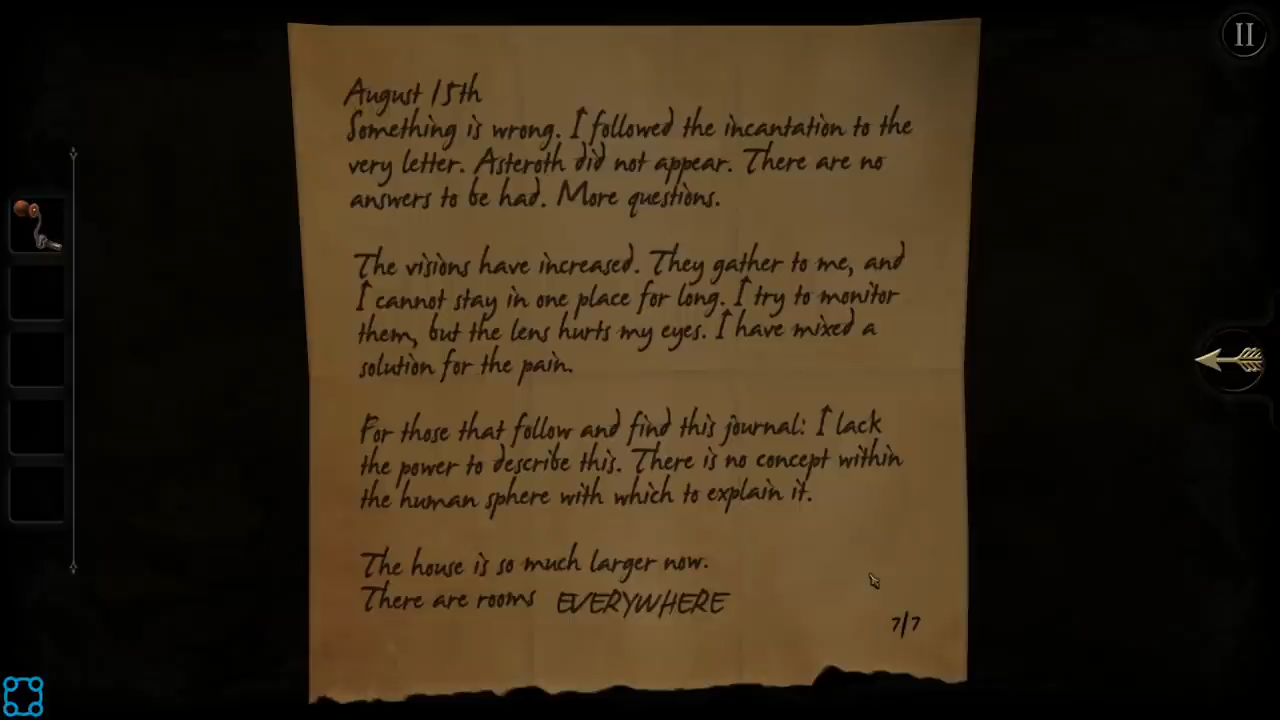 August 15th
Something is wrong. I followed the incantation to the
very letter. Asteroth did not appear. There are no
answers to be had. More questions.
The visions have increased. They gather to me, and
I cannot stay in one place for long. I try to monitor
them, but the lens hurts my eyes. I have mixed a
solution for the pain.
For those that follow and find this journal: I lack
the power to describe this. There is no concept within
the human sphere with which to explain it.
The house is so much larger now.
There are rooms EVERYWHERE
7/7
II